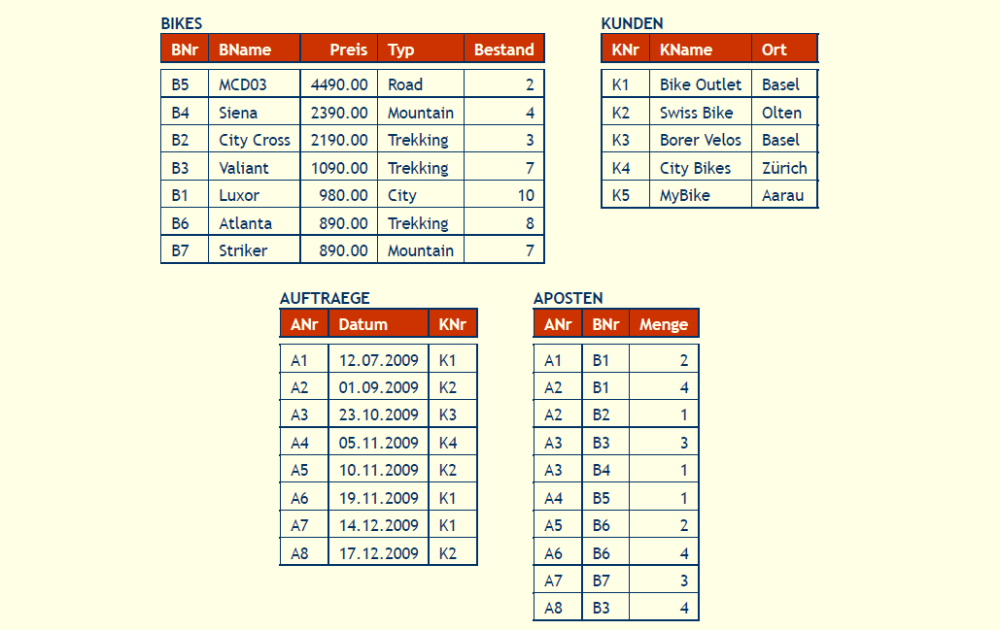 BIKES
BNr BName Preis Typ Bestand
B5 MCD03 4490.00 Road 2
B4 Siena 2390.00 Mountain 4
B2 City Cross 2190.00 Trekking 3
B3 Valiant 1090.00 Trekking 7
B1 Luxor 980.00 City 10
B6 Atlanta 890.00 Trekking 8
B7 Striker 890.00 Mountain 7
KUNDEN
KNr KName Ort
K1 Bike Outlet Basel
K2 Swiss Bike Olten
K3 Borer Velos Basel
K4 City Bikes Zürich
K5 MyBike Aarau
AUFTRAEGE
ANr Datum KNr
A1 12.07.2009 K1
A2 01.09.2009 K2
A3 23.10.2009 K3
A4 05.11.2009 K4
A5 10.11.2009 K2
A6 19.11.2009 K1
A7 14.12.2009 K1
A8 17.12.2009 K2
APOSTEN
ANr BNr Menge
A1 B1 2
A2 B1 4
A2 B2 1
A3 B3 3
A3 B4 1
A4 B5 1
A5 B6 2
A6 B6 4
A7 B7 3
A8 B3 4